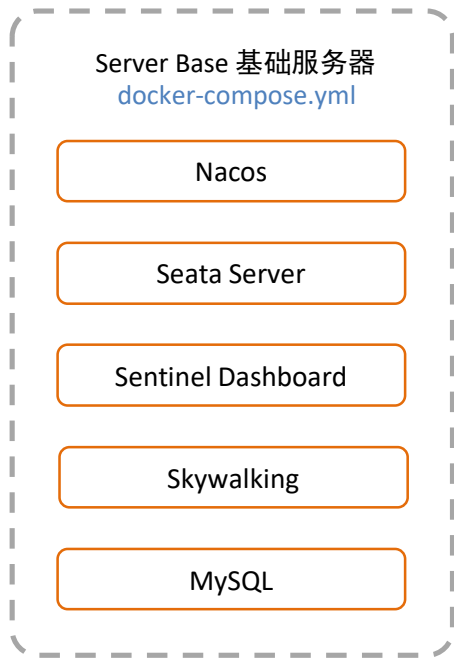 Server Base 基础服务器
docker-compose.yml
Nacos
Seata Server
Sentinel Dashboard
Skywalking
MySQL